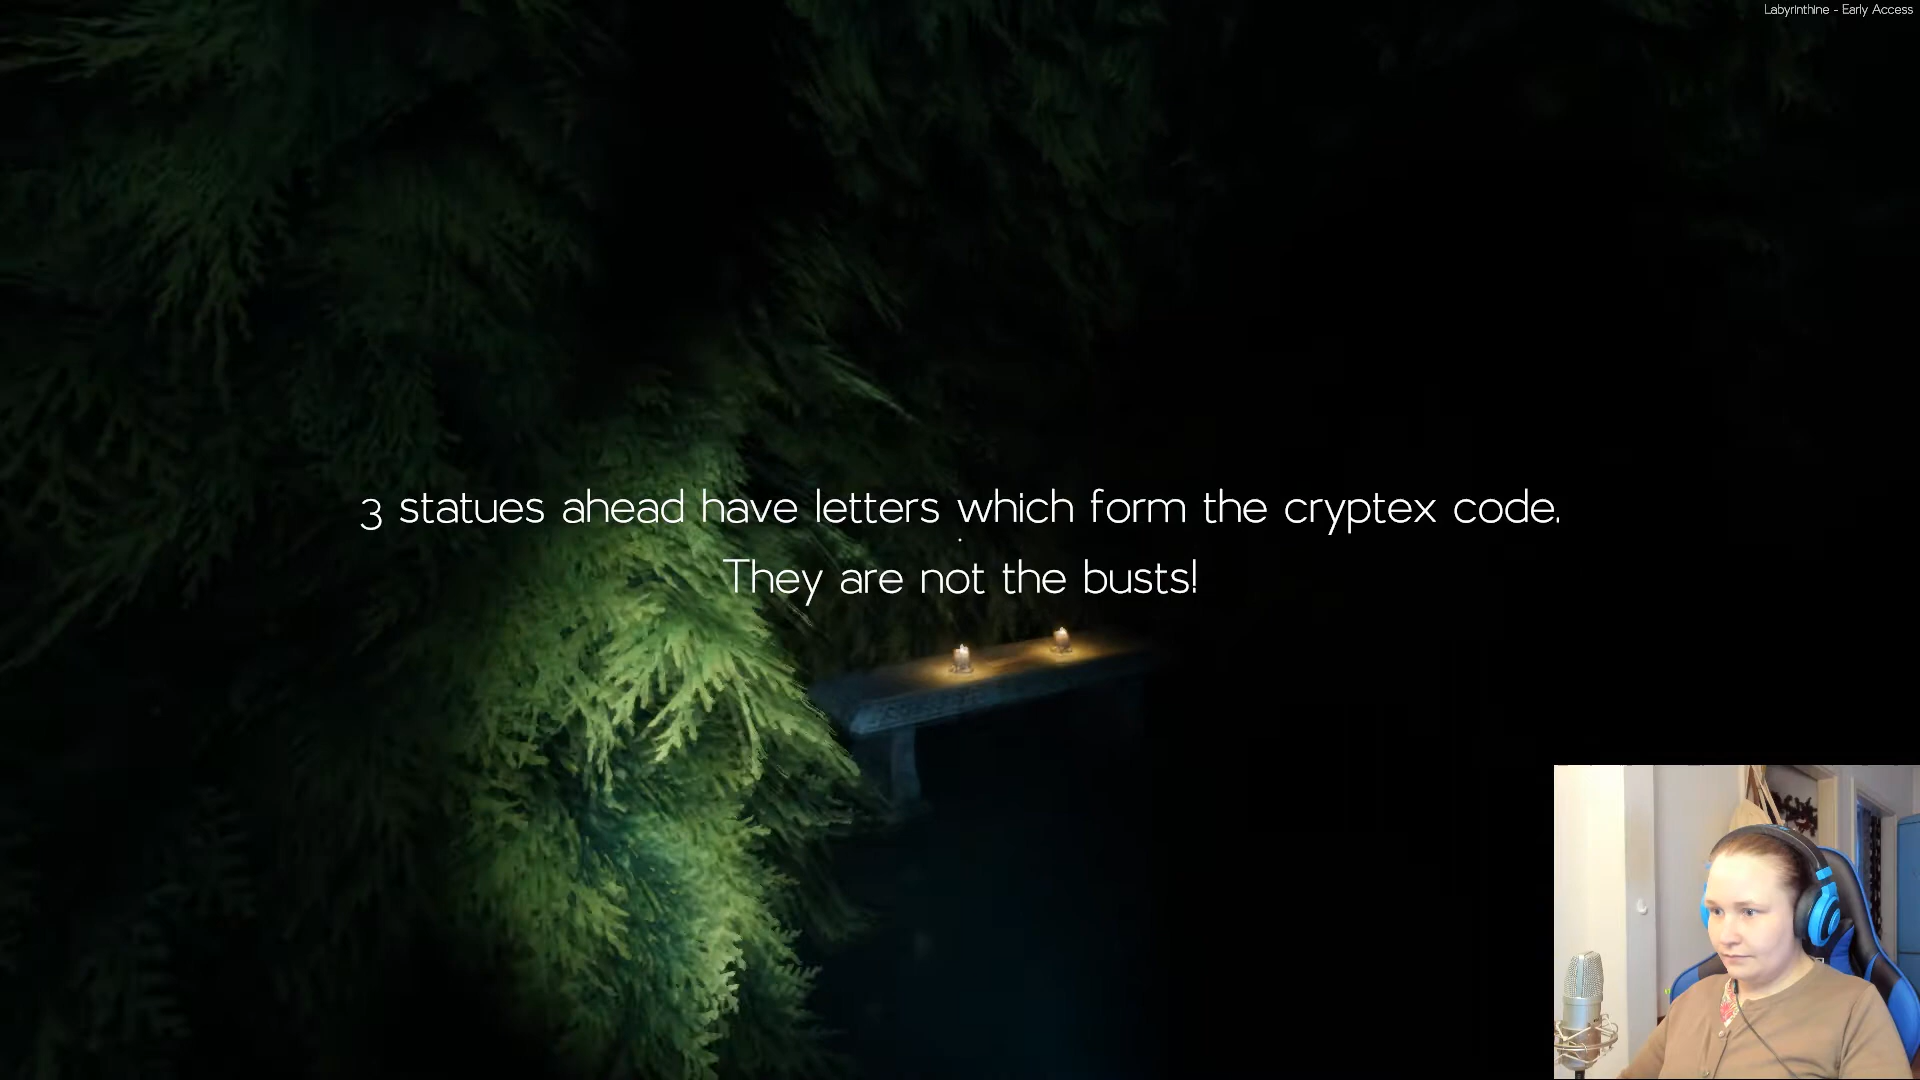 Labyrinthine - Early Access
3 statues ahead have letters which form the cryptex code.
They are not the busts!